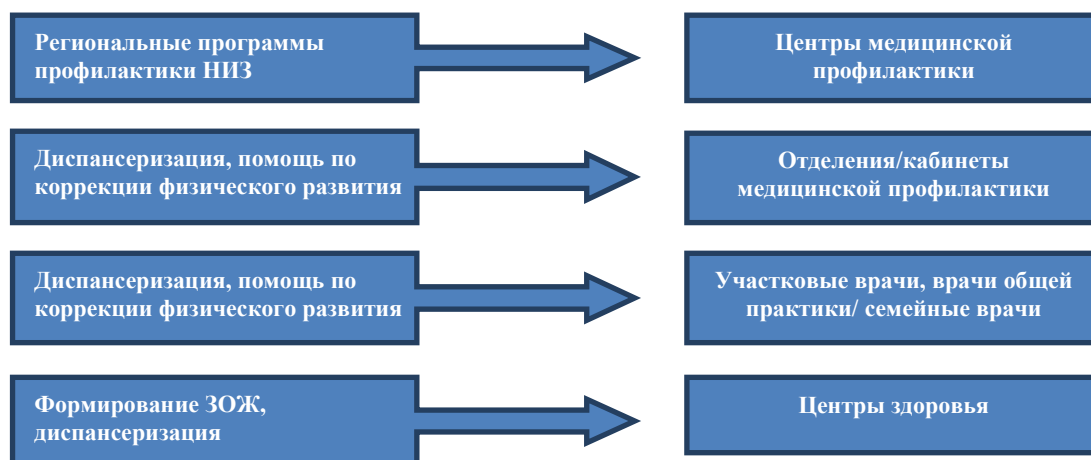 Региональные программы
профилактики НИЗ
Центры медицинской
профилактики
Диспансеризация, помощь по
коррекции физического развития
Отделения/кабинеты
медицинской профилактики
Диспансеризация, помощь по
коррекции физического развития
Участковые врачи, врачи общей
практики/ семейные врачи
Формирование ЗОЖ,
диспансеризация
Центры здоровья